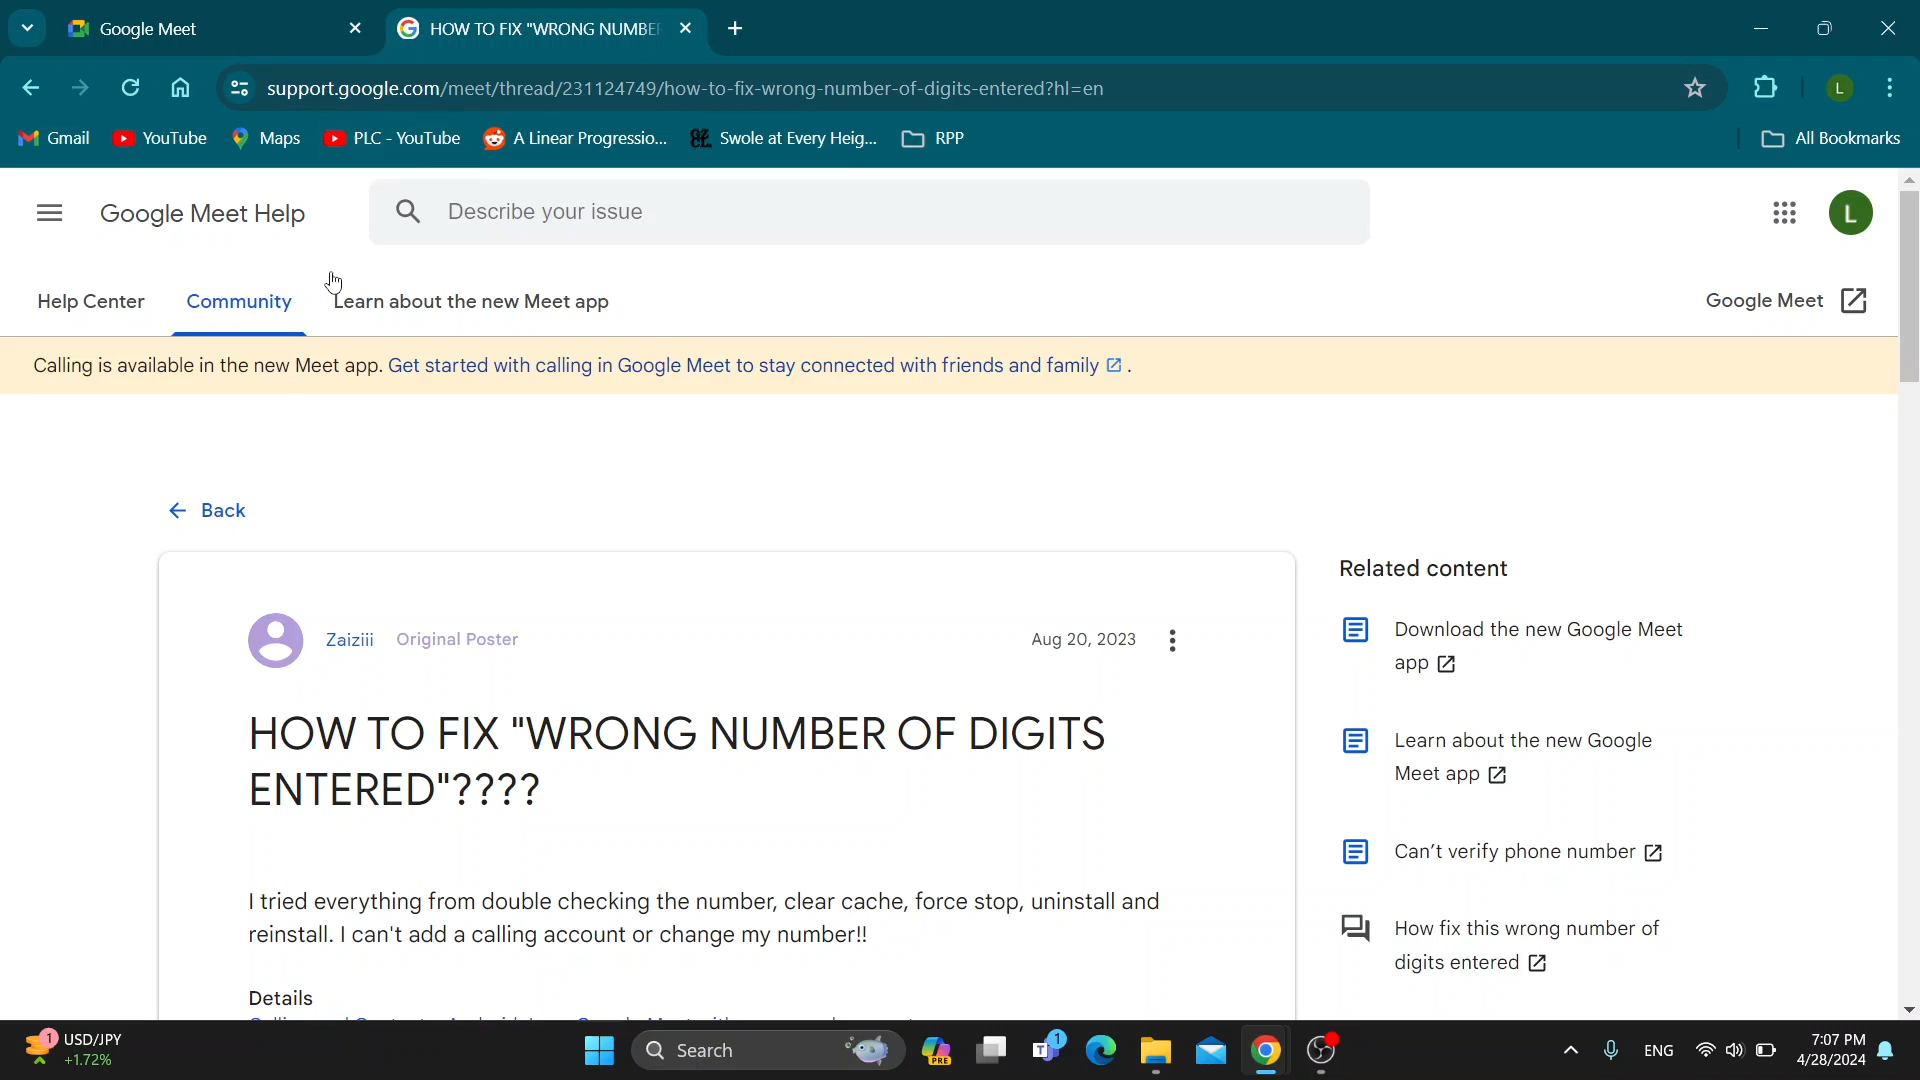 Google Meet
HOW TO FIX "WRONG NUMBE
support.google.com/meet/thread/231124749/how-to-fix-wrong-number-of-digits-entered?hl=en
L
Gmail
YouTube
Maps
PLC - YouTube
A Linear Progressio...
Swole at Every Heig...
RPP
All Bookmarks
Google Meet Help
Describe your issue
L
Help Center
Community
Learn about the new Meet app
Google Meet
Calling is available in the new Meet app. Get started with calling in Google Meet to stay connected with friends and family .
Back
Zaiziii
Original Poster
Aug 20, 2023
HOW TO FIX "WRONG NUMBER OF DIGITS
ENTERED"????
I tried everything from double checking the number, clear cache, force stop, uninstall and
reinstall. I can't add a calling account or change my number!!
Details
Related content
Download the new Google Meet
app
Learn about the new Google
Meet app
Can't verify phone number
How fix this wrong number of
digits entered
1
USD/JPY
+1.72%
Search
PRE
1
ENG
7:07 PM
4/28/2024